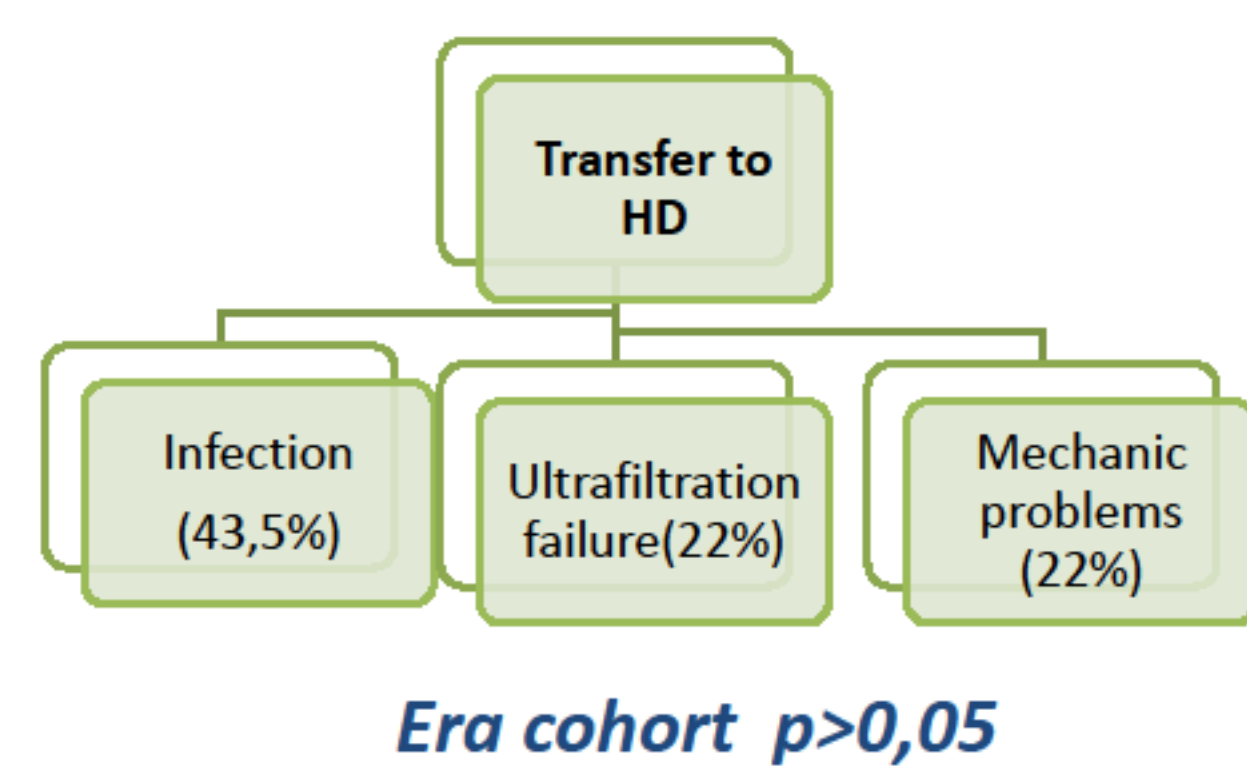 Transfer to
HD
Infection
(43,5%)
Ultrafiltration
failure(22%)
Mechanic
problems
(22%)
Era cohort p>0,05